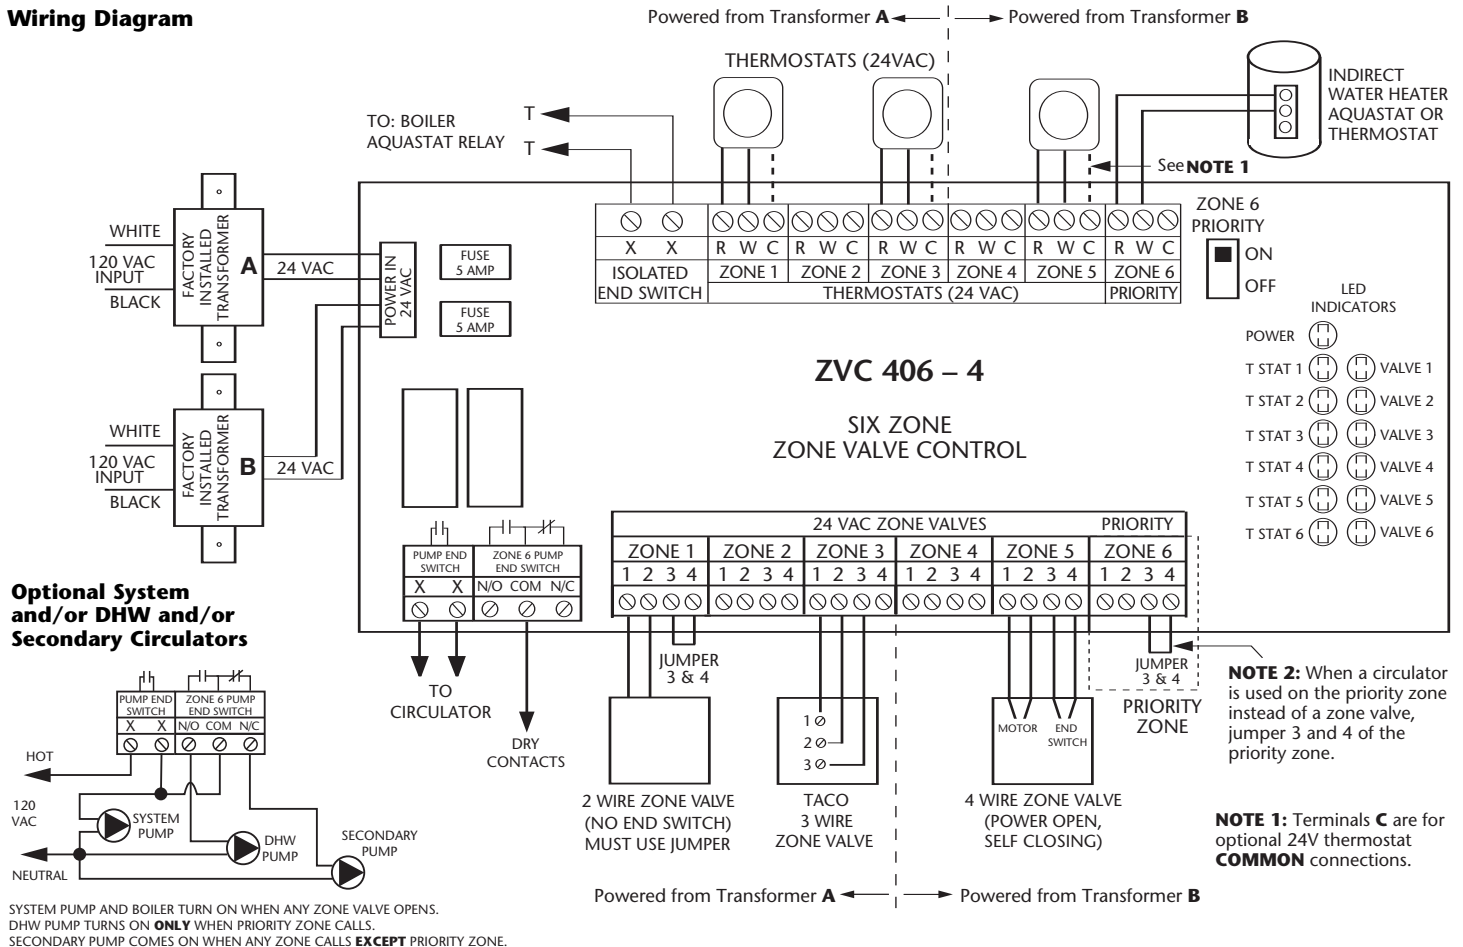 Wiring Diagram
Powered from Transformer A
Powered from Transformer B
THERMOSTATS (24VAC)
INDIRECT
WATER HEATER
AQUASTAT OR
THERMOSTAT
TO: BOILER
AQUASTAT RELAY
T
T
See NOTE 1
WHITE
120 VAC
INPUT
BLACK
FACTORY
INSTALLED
TRANSFORMER
A
24 VAC
POWER IN
24 VAC
FUSE
5 AMP
FUSE
5 AMP
X X
ISOLATED
END SWITCH
R W C R W C R W C R W C R W C R W C
ZONE 1 ZONE 2 ZONE 3 ZONE 4 ZONE 5 ZONE 6
THERMOSTATS (24 VAC) PRIORITY
ZONE 6
PRIORITY
ON
OFF
LED
INDICATORS
POWER
T STAT 1 VALVE 1
T STAT 2 VALVE 2
T STAT 3 VALVE 3
T STAT 4 VALVE 4
T STAT 5 VALVE 5
T STAT 6 VALVE 6
ZVC 406 – 4
SIX ZONE
ZONE VALVE CONTROL
WHITE
120 VAC
INPUT
BLACK
FACTORY
INSTALLED
TRANSFORMER
B
24 VAC
PUMP END
SWITCH
X X
ZONE 6 PUMP
END SWITCH
N/O COM N/C
24 VAC ZONE VALVES PRIORITY
ZONE 1 ZONE 2 ZONE 3 ZONE 4 ZONE 5 ZONE 6
1 2 3 4 1 2 3 4 1 2 3 4 1 2 3 4 1 2 3 4 1 2 3 4
TO
CIRCULATOR
DRY
CONTACTS
JUMPER
3 & 4
2 WIRE ZONE VALVE
(NO END SWITCH)
MUST USE JUMPER
1
2
3
TACO
3 WIRE
ZONE VALVE
MOTOR
END
SWITCH
4 WIRE ZONE VALVE
(POWER OPEN,
SELF CLOSING)
JUMPER
3 & 4
PRIORITY
ZONE
NOTE 2: When a circulator
is used on the priority zone
instead of a zone valve,
jumper 3 and 4 of the
priority zone.
NOTE 1: Terminals C are for
optional 24V thermostat
COMMON connections.
Powered from Transformer A
Powered from Transformer B
Optional System
and/or DHW and/or
Secondary Circulators
PUMP END
SWITCH
X X
ZONE 6 PUMP
END SWITCH
N/O COM N/C
HOT
120
VAC
NEUTRAL
SYSTEM
PUMP
DHW
PUMP
SECONDARY
PUMP
SYSTEM PUMP AND BOILER TURN ON WHEN ANY ZONE VALVE OPENS.
DHW PUMP TURNS ON ONLY WHEN PRIORITY ZONE CALLS.
SECONDARY PUMP COMES ON WHEN ANY ZONE CALLS EXCEPT PRIORITY ZONE.